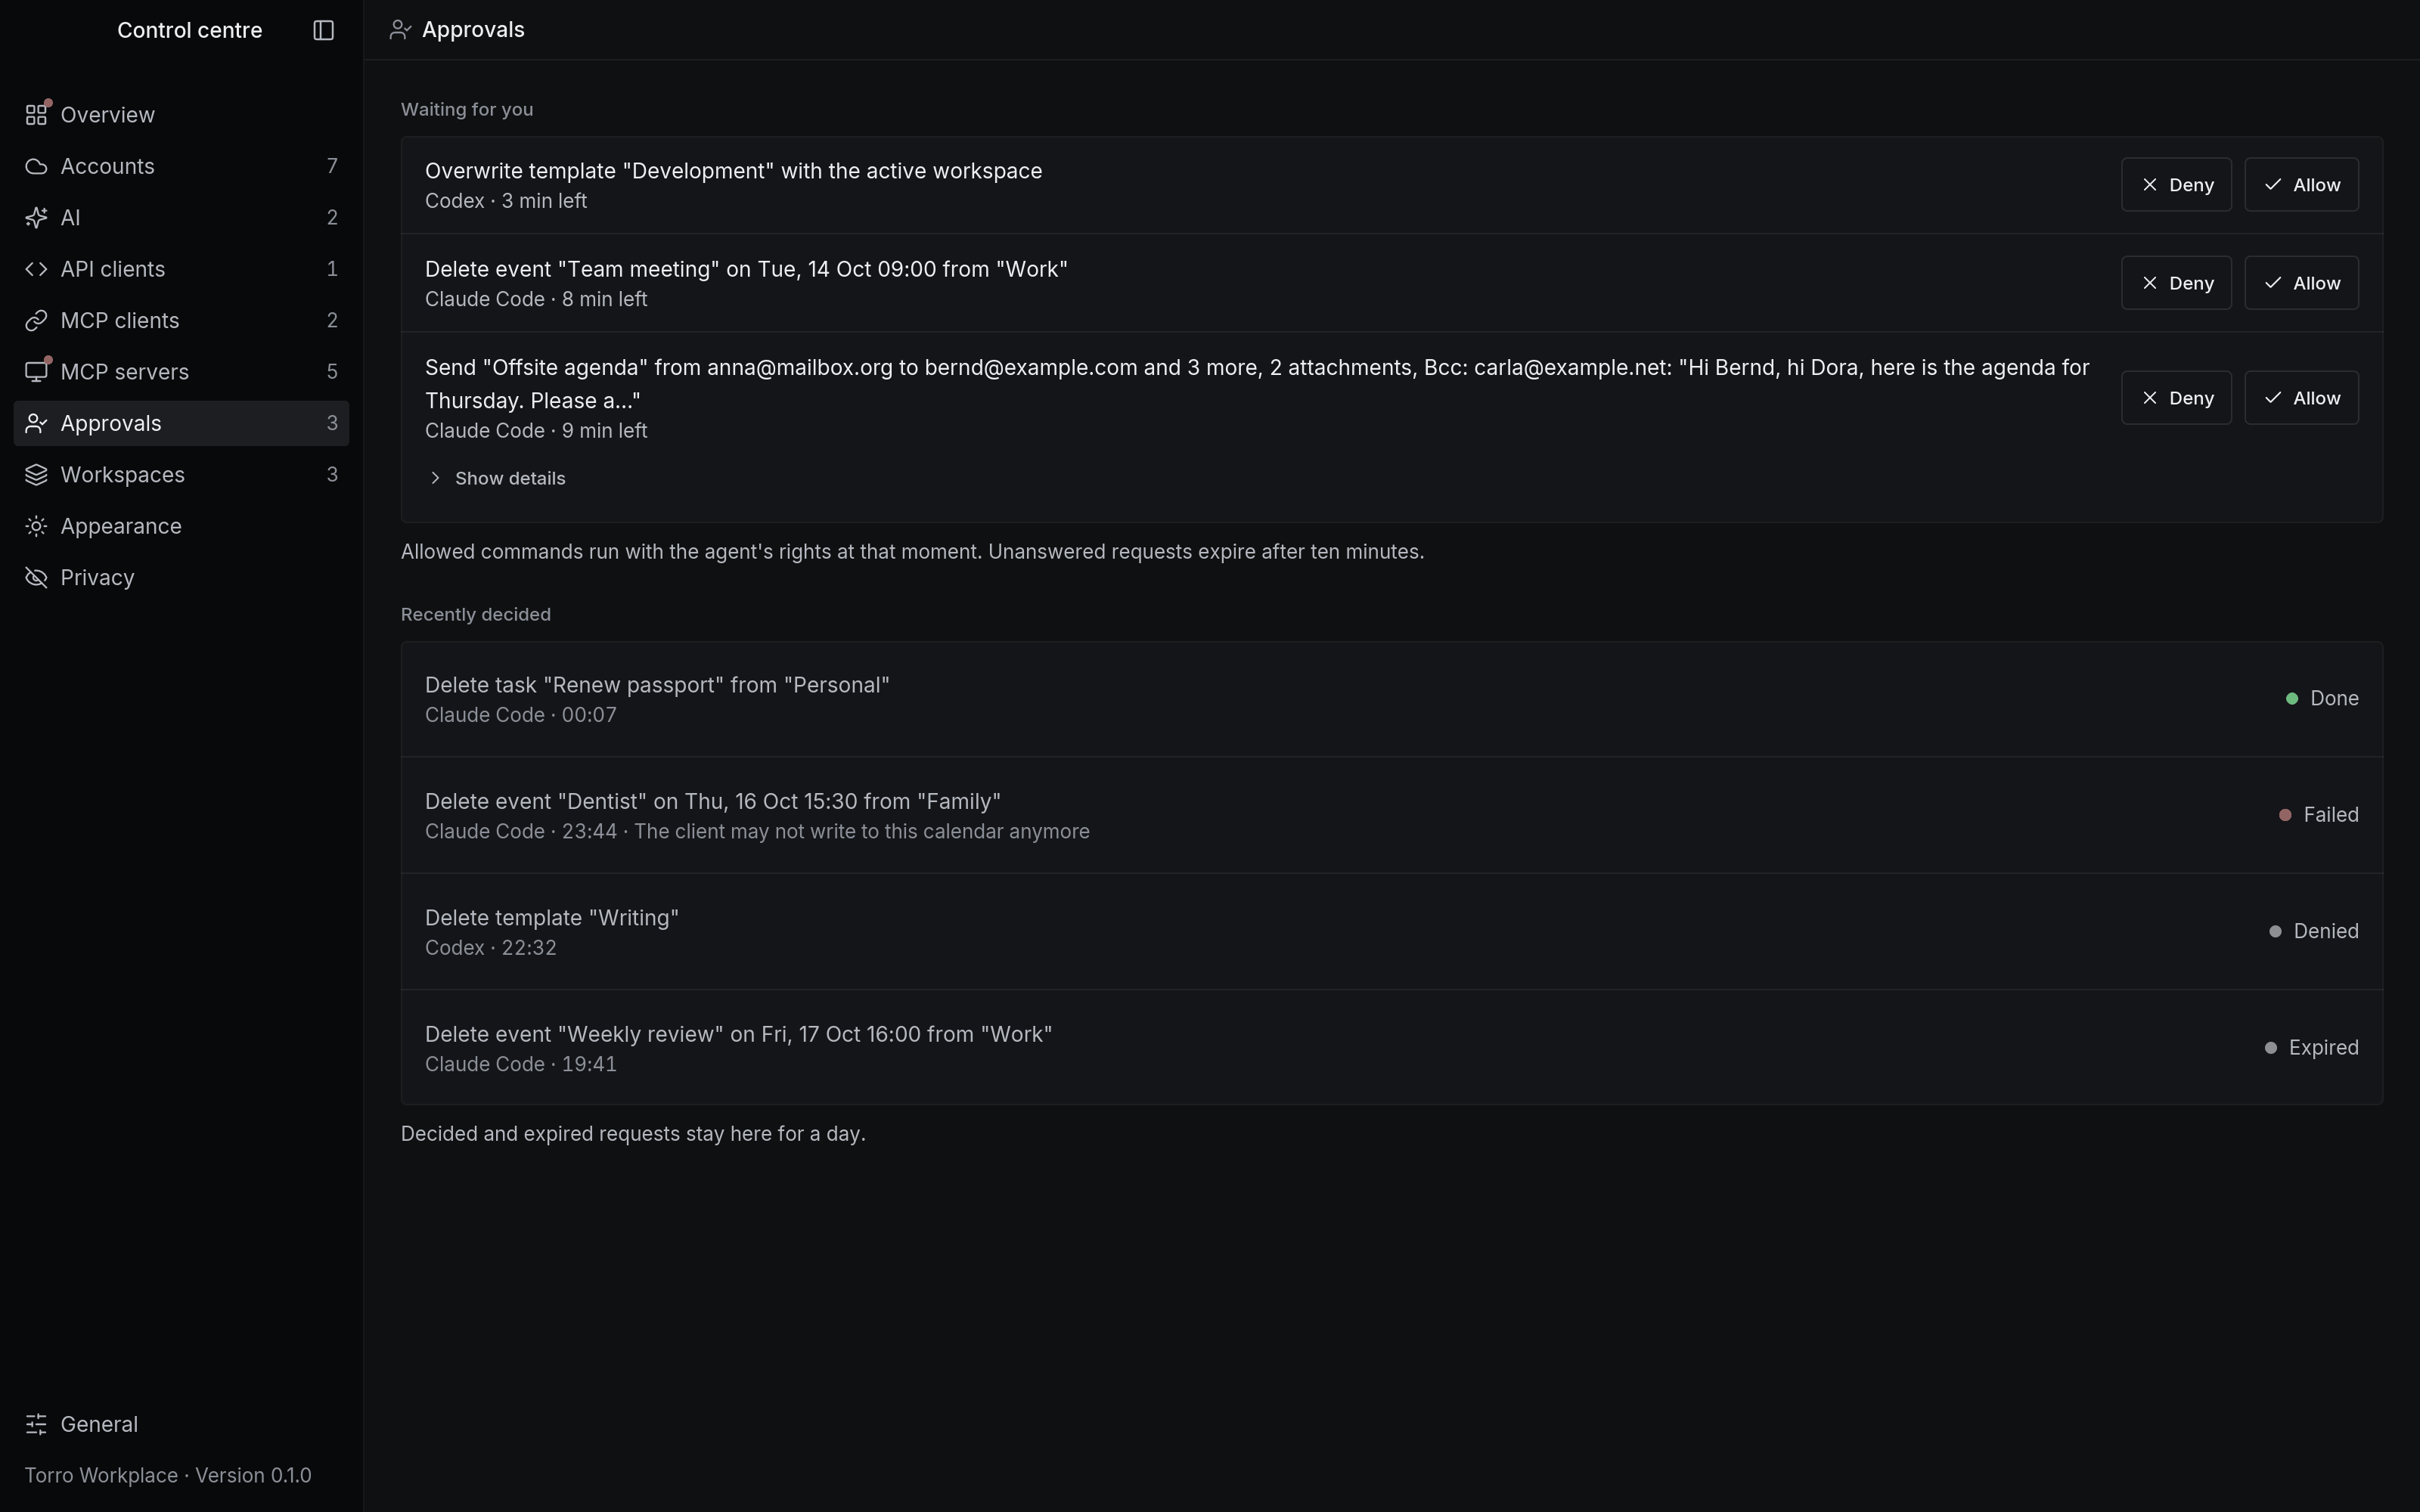 Control centre
Overview
Accounts 7
AI 2
API clients 1
MCP clients 2
MCP servers 5
Approvals 3
Workspaces 3
Appearance
Privacy
General
Torro Workplace · Version 0.1.0
Approvals
Waiting for you
Overwrite template "Development" with the active workspace
Codex · 3 min left
Deny Allow
Delete event "Team meeting" on Tue, 14 Oct 09:00 from "Work"
Claude Code · 8 min left
Deny Allow
Send "Offsite agenda" from anna@mailbox.org to bernd@example.com and 3 more, 2 attachments, Bcc: carla@example.net: "Hi Bernd, hi Dora, here is the agenda for
Thursday. Please a..."
Claude Code · 9 min left
Deny Allow
Show details
Allowed commands run with the agent's rights at that moment. Unanswered requests expire after ten minutes.
Recently decided
Delete task "Renew passport" from "Personal"
Claude Code · 00:07
Done
Delete event "Dentist" on Thu, 16 Oct 15:30 from "Family"
Claude Code · 23:44 · The client may not write to this calendar anymore
Failed
Delete template "Writing"
Codex · 22:32
Denied
Delete event "Weekly review" on Fri, 17 Oct 16:00 from "Work"
Claude Code · 19:41
Expired
Decided and expired requests stay here for a day.